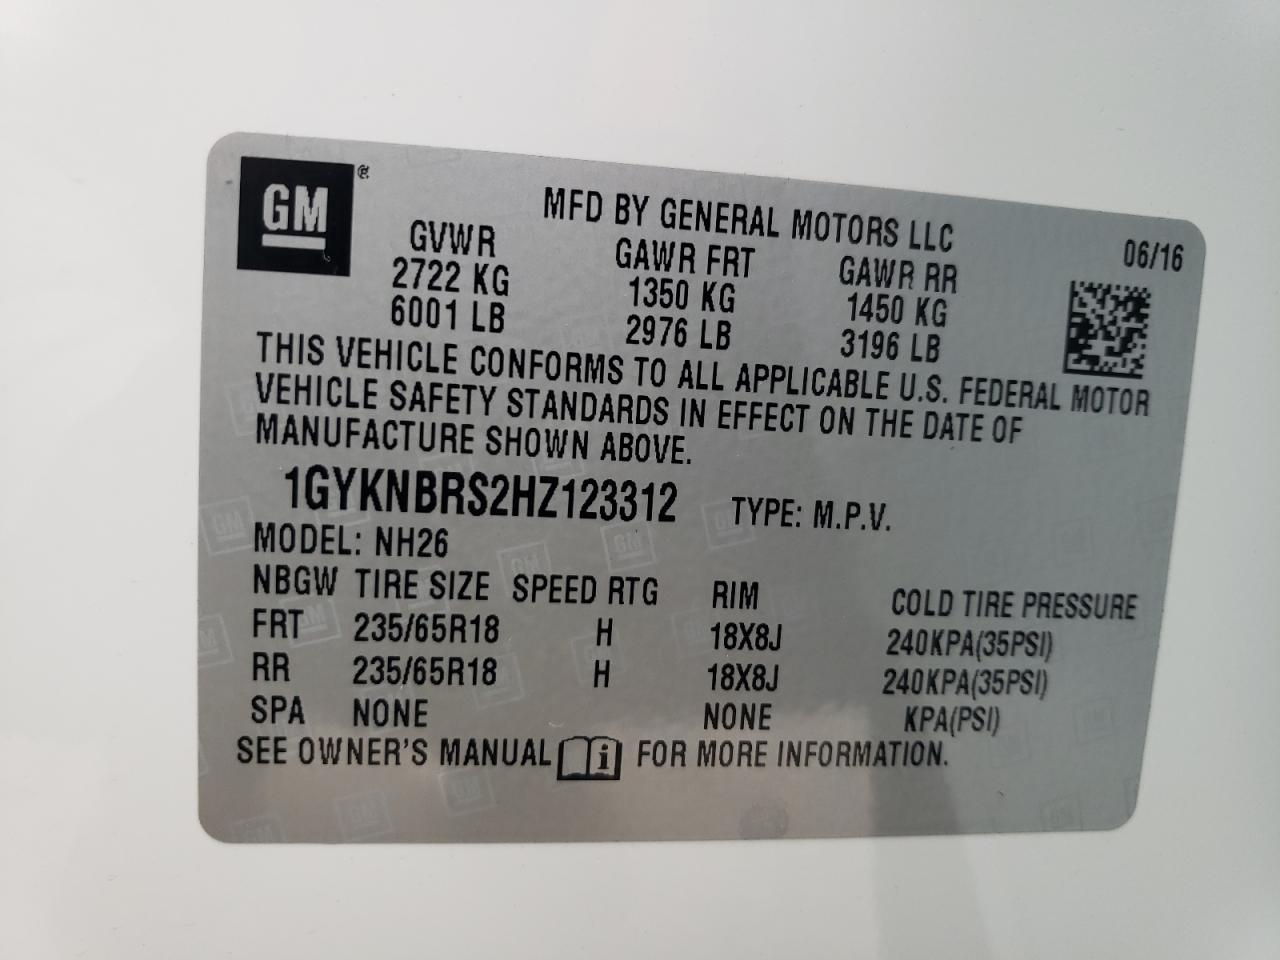 GM ®
MFD BY GENERAL MOTORS LLC
06/16
GVWR GAWR FRT GAWR RR
2722 KG 1350 KG 1450 KG
6001 LB 2976 LB 3196 LB
THIS VEHICLE CONFORMS TO ALL APPLICABLE U.S. FEDERAL MOTOR
VEHICLE SAFETY STANDARDS IN EFFECT ON THE DATE OF
MANUFACTURE SHOWN ABOVE.
1GYKNBRS2HZ123312 TYPE: M.P.V.
MODEL: NH26
NBGW TIRE SIZE SPEED RTG RIM COLD TIRE PRESSURE
FRT 235/65R18 H 18X8J 240KPA(35PSI)
RR 235/65R18 H 18X8J 240KPA(35PSI)
SPA NONE NONE KPA(PSI)
SEE OWNER'S MANUAL i FOR MORE INFORMATION.